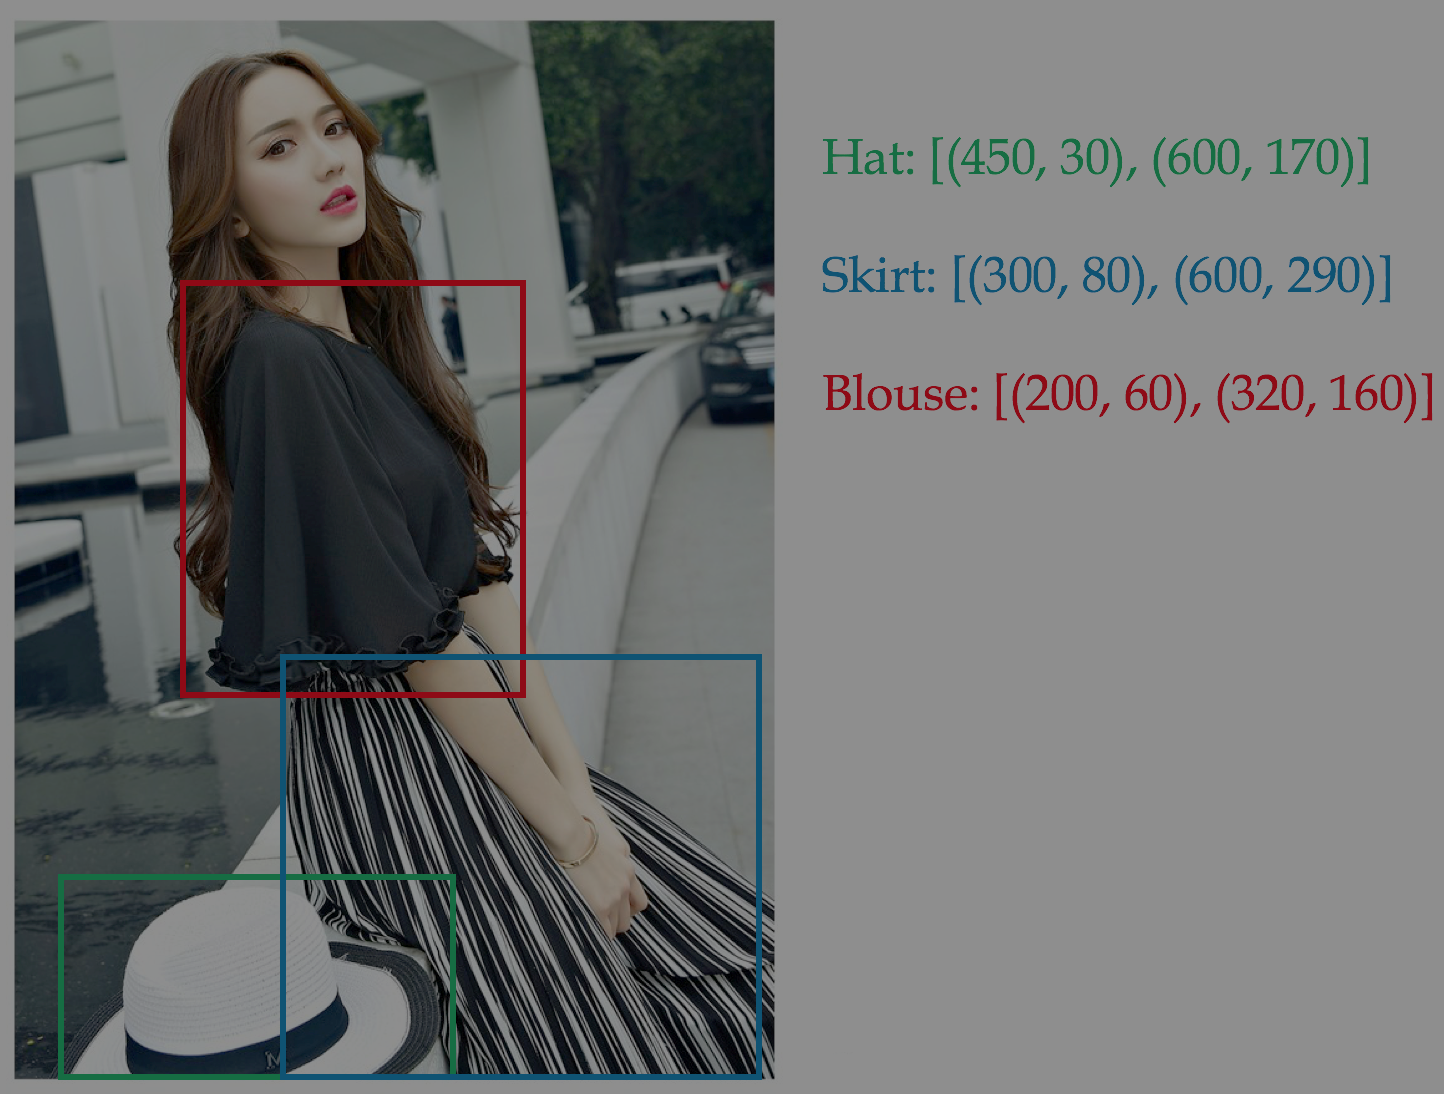 Hat: [(450, 30), (600, 170)]
Skirt: [(300, 80), (600, 290)]
Blouse: [(200, 60), (320, 160)]
M